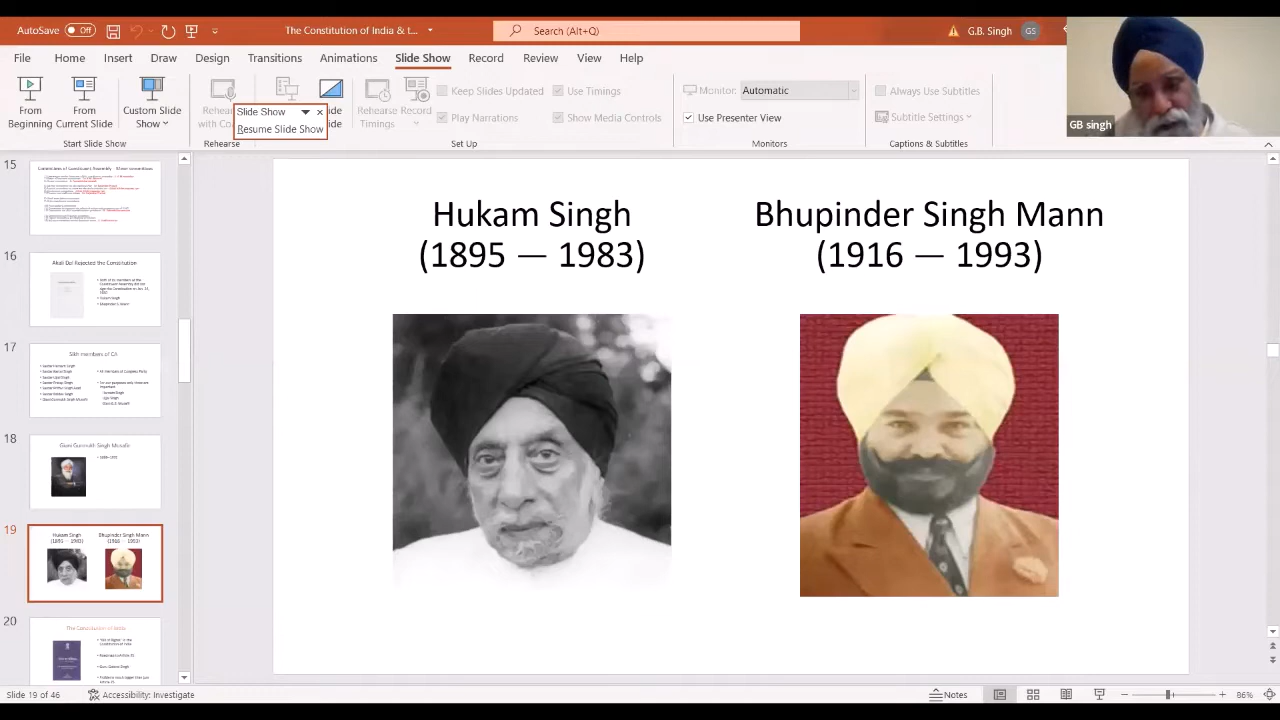 AutoSave Off
The Constitution of India & t...
Search (Alt+Q)
G.B. Singh GS
File Home Insert Draw Design Transitions Animations Slide Show Record Review View Help
From Beginning
From Current Slide
Custom Slide Show
Rehearse
Slide Show
Resume Slide Show
Rehearse Timings
Record
Keep Slides Updated
Use Timings
Play Narrations
Show Media Controls
Monitor: Automatic
Use Presenter View
Always Use Subtitles
Subtitle Settings
Start Slide Show
Rehearse
Set Up
Monitors
Captions & Subtitles
GB singh
15
16
Akali Dal Rejected the Constitution
17
Sikh members of CA
18
Giani Gurmukh Singh Musafir
19
Hukam Singh
(1895 — 1983)
Bhupinder Singh Mann
(1916 — 1993)
20
The Constitution of India
Hukam Singh
(1895 — 1983)
Bhupinder Singh Mann
(1916 — 1993)
Slide 19 of 46
Accessibility: Investigate
Notes
86%